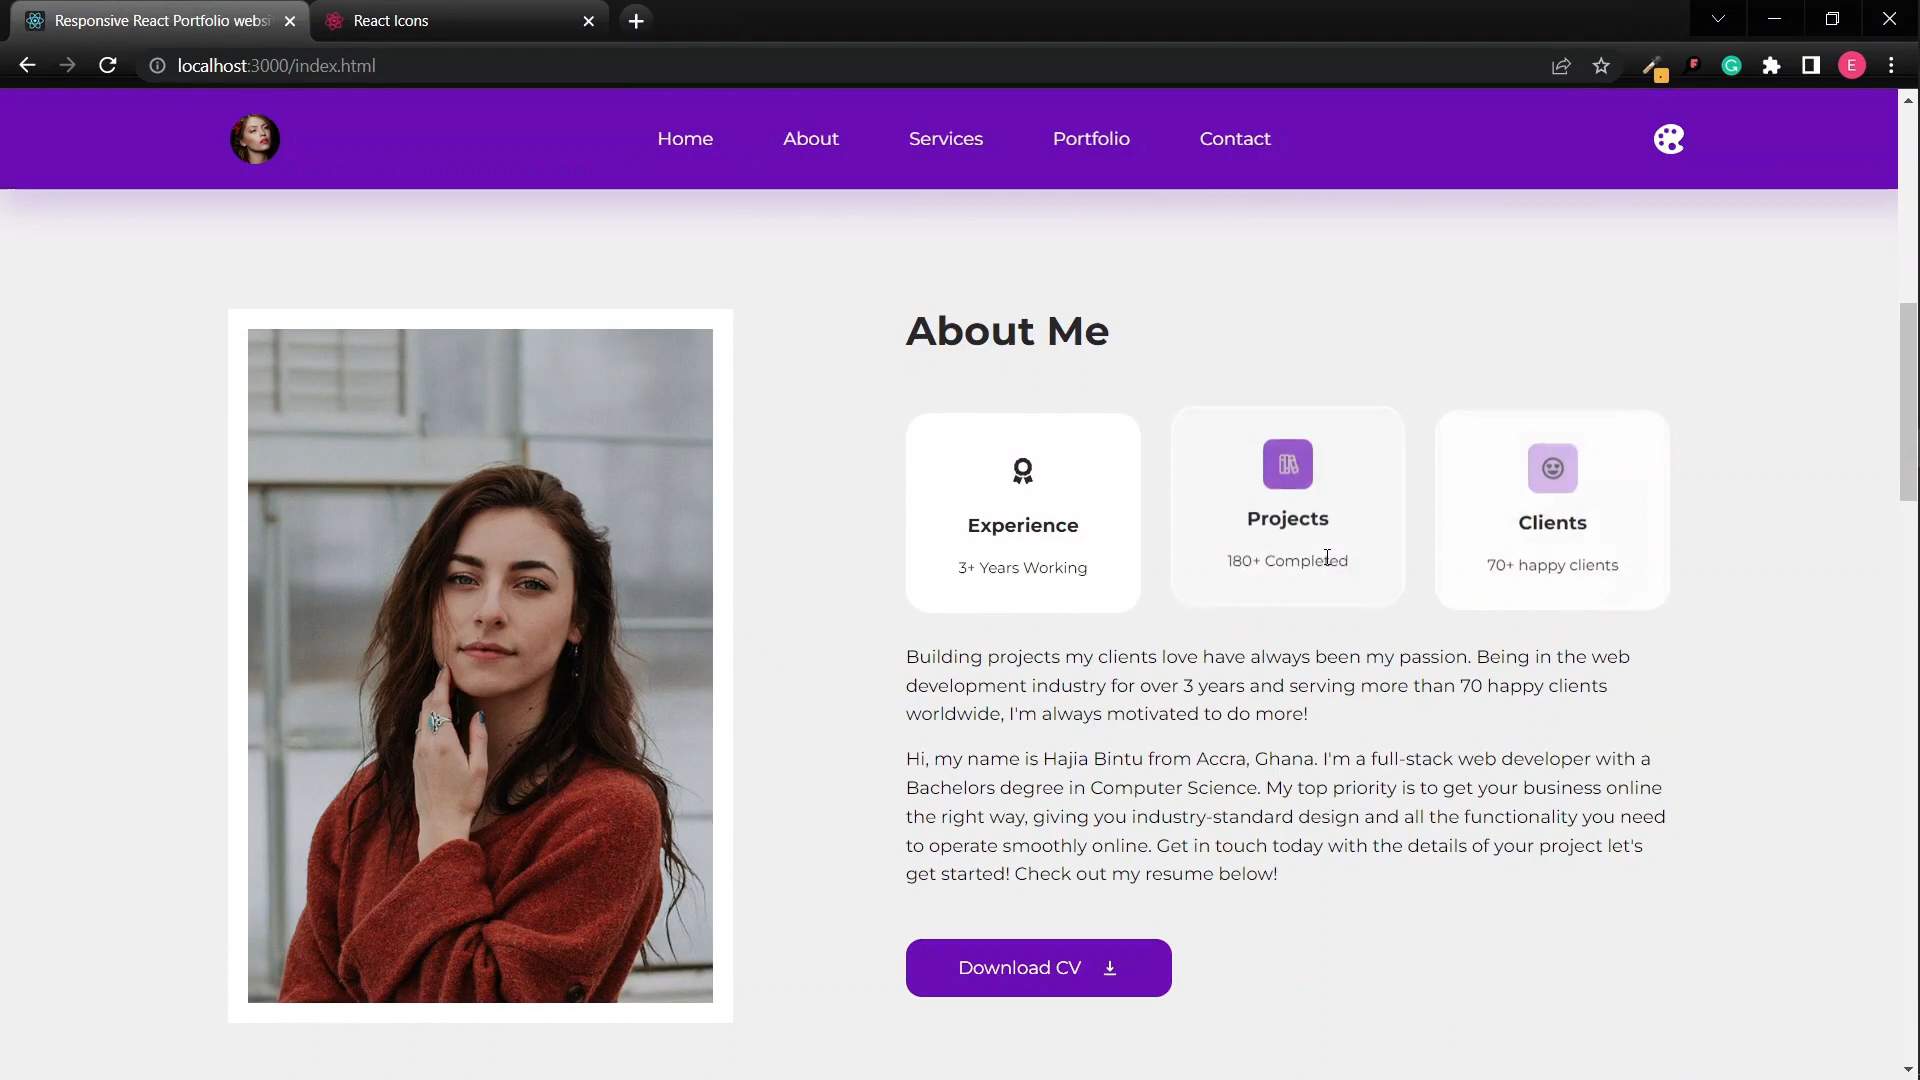 Responsive React Portfolio websi
React Icons
localhost:3000/index.html
E
Home
About
Services
Portfolio
Contact
About Me
Experience
3+ Years Working
Projects
180+ Completed
Clients
70+ happy clients
Building projects my clients love have always been my passion. Being in the web
development industry for over 3 years and serving more than 70 happy clients
worldwide, I'm always motivated to do more!
Hi, my name is Hajia Bintu from Accra, Ghana. I'm a full-stack web developer with a
Bachelors degree in Computer Science. My top priority is to get your business online
the right way, giving you industry-standard design and all the functionality you need
to operate smoothly online. Get in touch today with the details of your project let's
get started! Check out my resume below!
Download CV